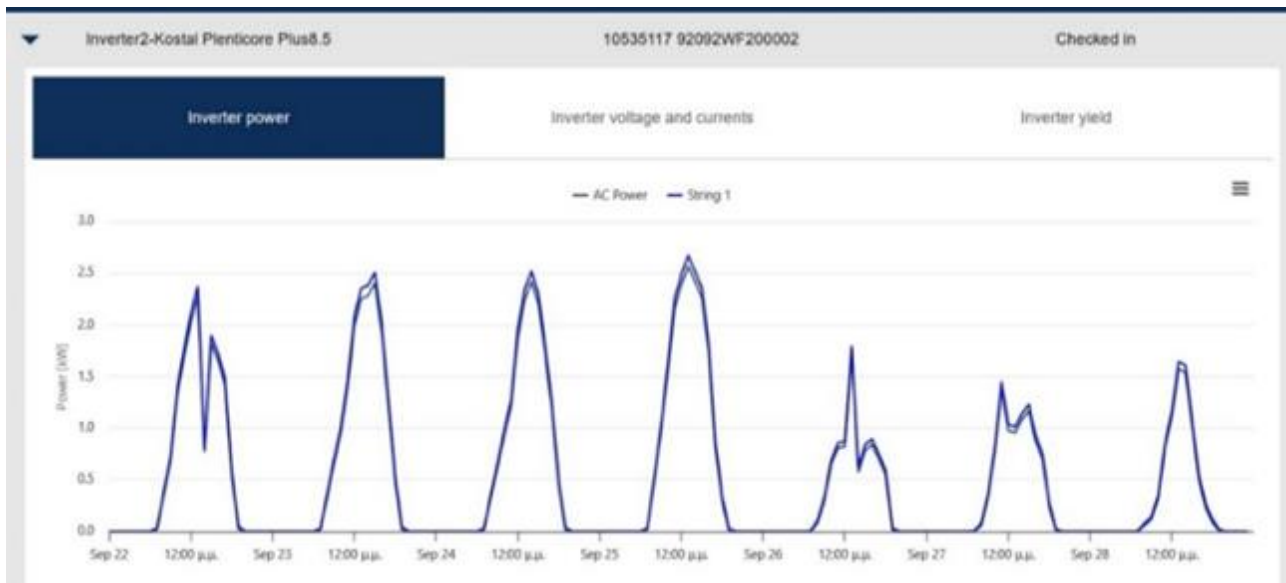 Inverter2-Kostal Plenticore Plus8.5 10535117 92092WF200002 Checked in
Inverter power Inverter voltage and currents Inverter yield
AC Power String 1
3.0
2.5
2.0
1.5
1.0
0.5
0.0
Power [kW]
Sep 22 12:00 μ.μ. Sep 23 12:00 μ.μ. Sep 24 12:00 μ.μ. Sep 25 12:00 μ.μ. Sep 26 12:00 μ.μ. Sep 27 12:00 μ.μ. Sep 28 12:00 μ.μ.